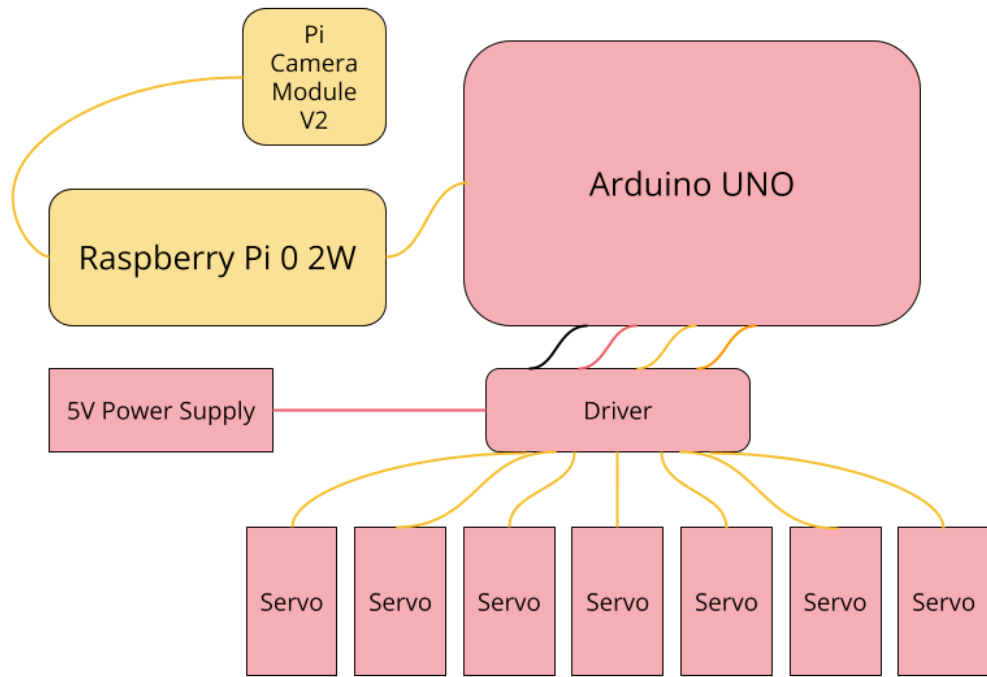 Pi
Camera
Module
V2
Arduino UNO
Raspberry Pi 0 2W
5V Power Supply
Driver
Servo
Servo
Servo
Servo
Servo
Servo
Servo